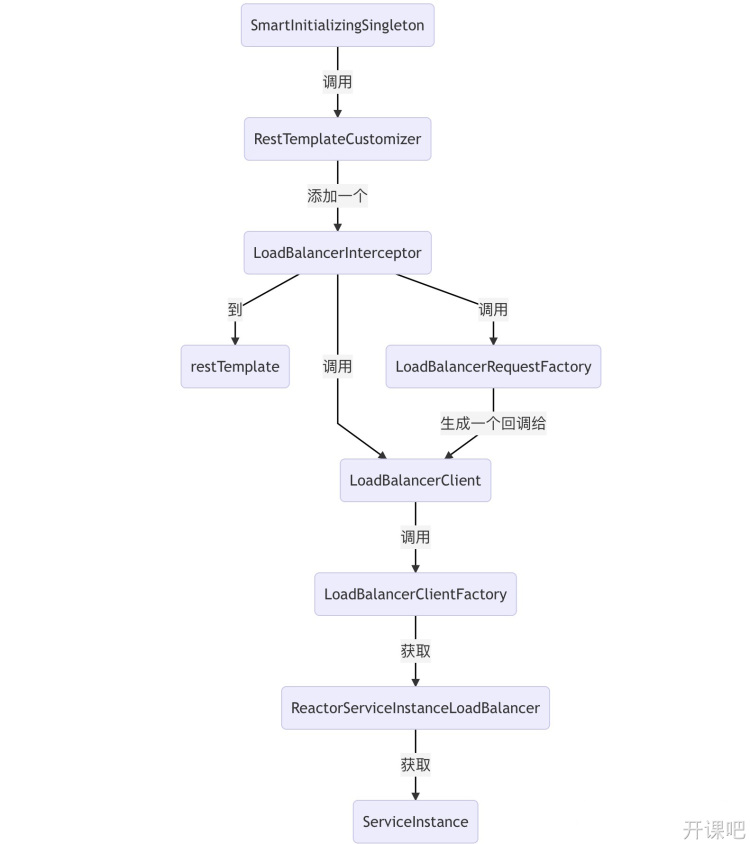 SmartInitializingSingleton
调用
RestTemplateCustomizer
添加一个
LoadBalancerInterceptor
到
调用
restTemplate
调用
LoadBalancerRequestFactory
生成一个回调给
LoadBalancerClient
调用
LoadBalancerClientFactory
获取
ReactorServiceInstanceLoadBalancer
获取
ServiceInstance
开课吧